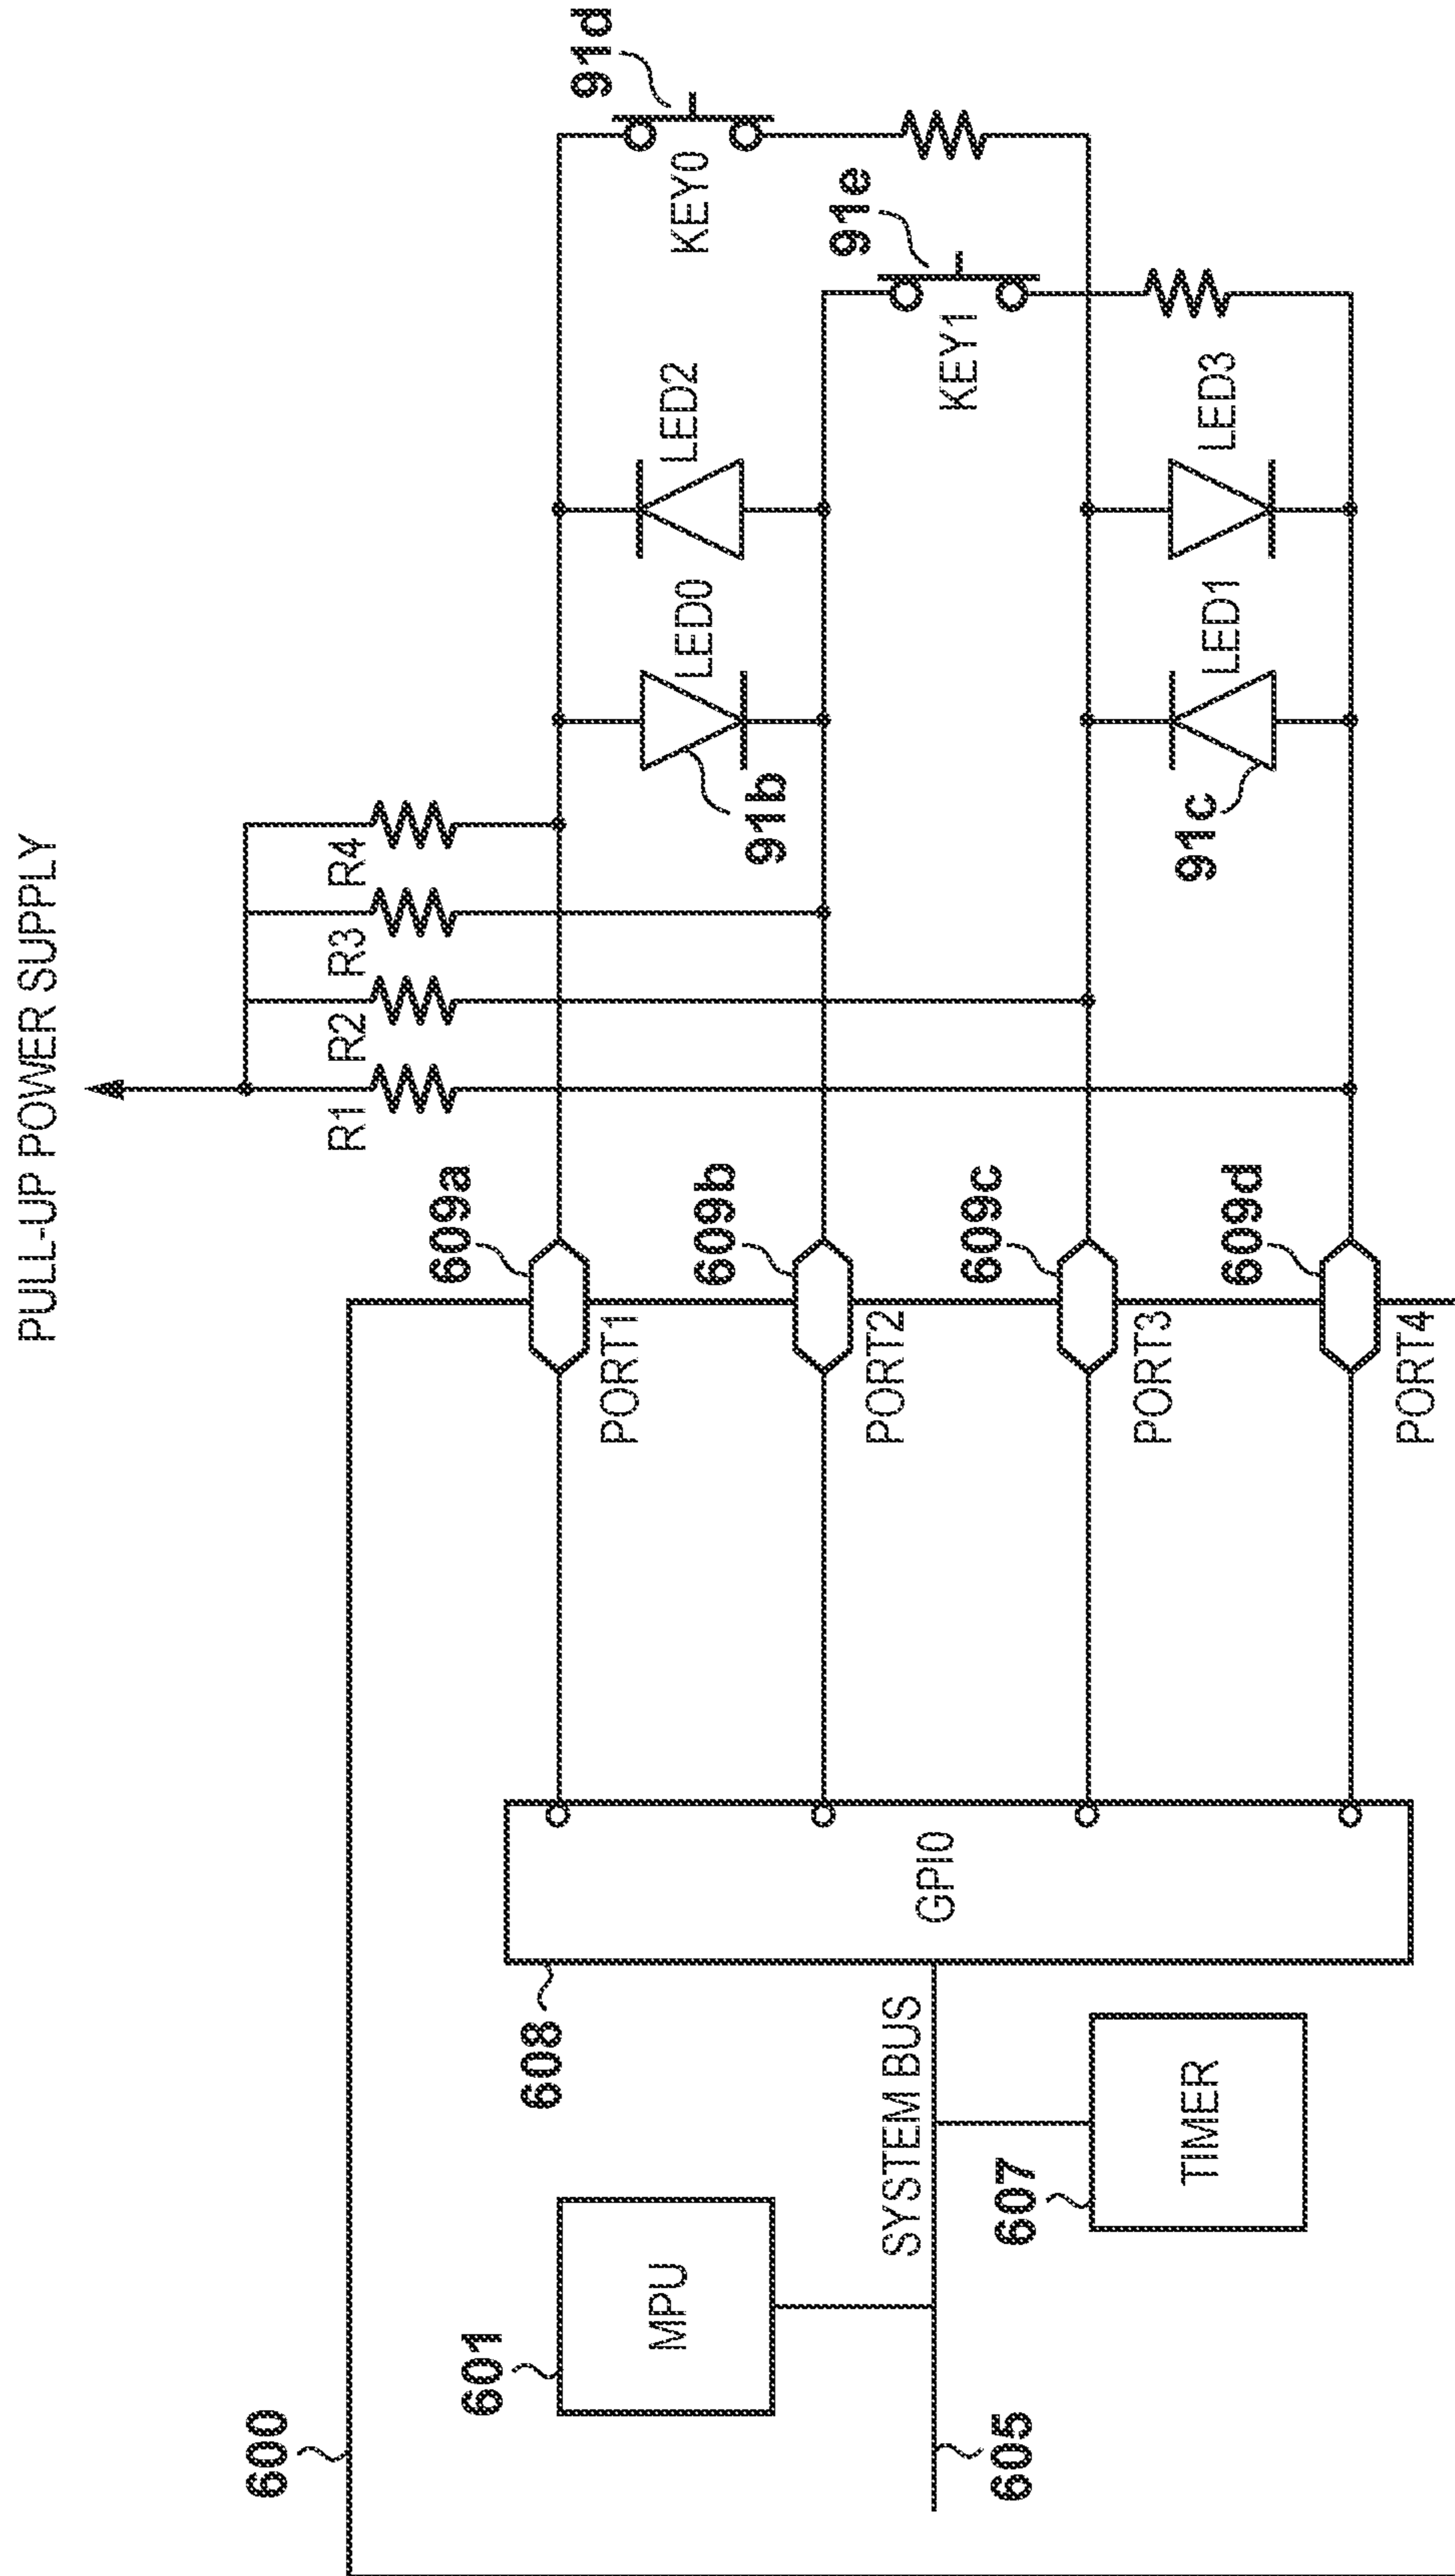 PULL-UP POWER SUPPLY
R1
R2
R3
R4
600
601
MPU
605
SYSTEM BUS
607
TIMER
608
GPIO
609a
PORT1
609b
PORT2
609c
PORT3
609d
PORT4
91b
LED0
LED2
91c
LED1
LED3
91d
KEY0
91e
KEY1